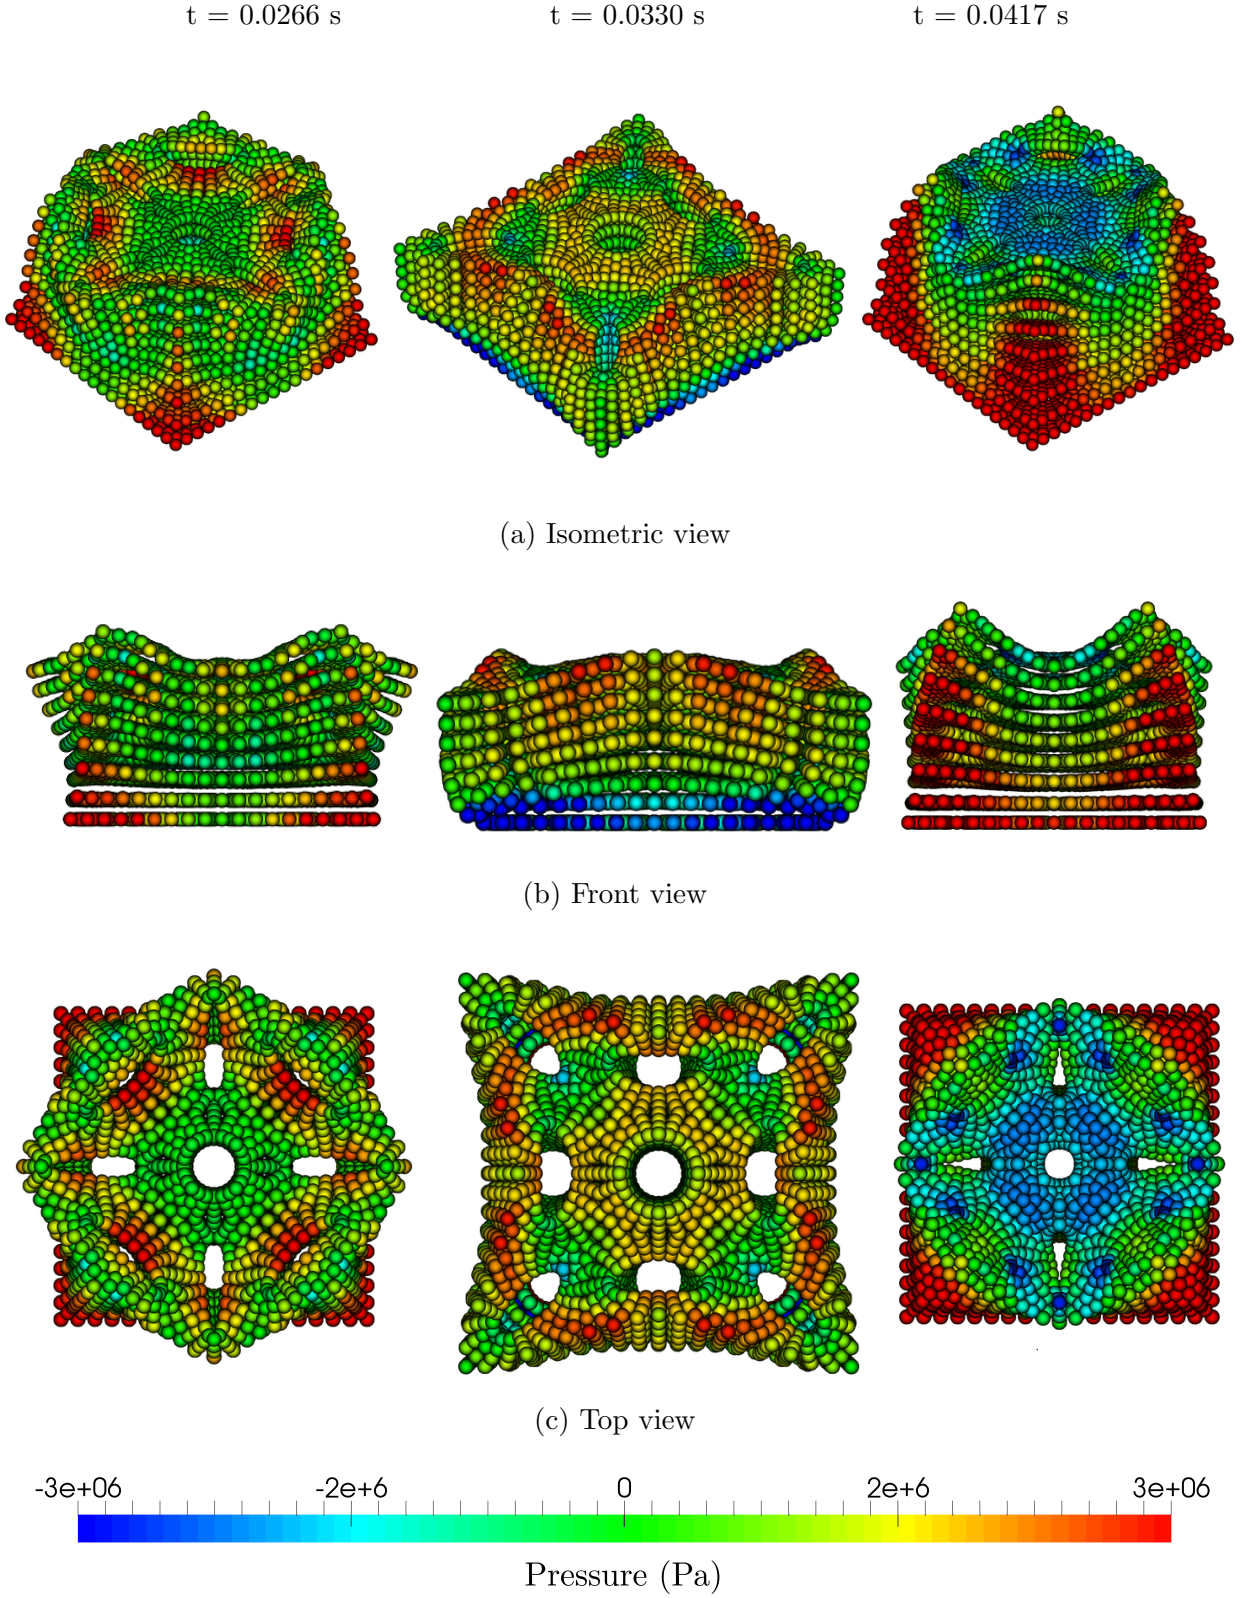 t = 0.0266 s t = 0.0330 s t = 0.0417 s
(a) Isometric view
(b) Front view
(c) Top view
-3e+06 -2e+6 0 2e+6 3e+06
Pressure (Pa)